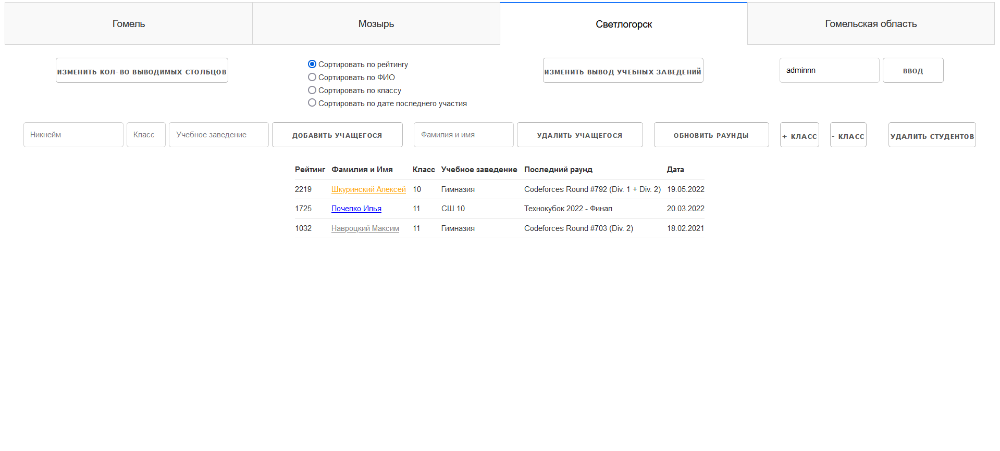 Гомель
Мозырь
Светлогорск
Гомельская область
ИЗМЕНИТЬ КОЛ-ВО ВЫВОДИМЫХ СТОЛБЦОВ
Сортировать по рейтингу
Сортировать по ФИО
Сортировать по классу
Сортировать по дате последнего участия
ИЗМЕНИТЬ ВЫВОД УЧЕБНЫХ ЗАВЕДЕНИЙ
adminnn
ВВОД
Никнейм
Класс
Учебное заведение
ДОБАВИТЬ УЧАЩЕГОСЯ
Фамилия и имя
УДАЛИТЬ УЧАЩЕГОСЯ
ОБНОВИТЬ РАУНДЫ
+ КЛАСС
- КЛАСС
УДАЛИТЬ СТУДЕНТОВ
Рейтинг Фамилия и Имя Класс Учебное заведение Последний раунд Дата
2219 Шкуринский Алексей 10 Гимназия Codeforces Round #792 (Div. 1 + Div. 2) 19.05.2022
1725 Почепко Илья 11 СШ 10 Технокубок 2022 - Финал 20.03.2022
1032 Навроцкий Максим 11 Гимназия Codeforces Round #703 (Div. 2) 18.02.2021